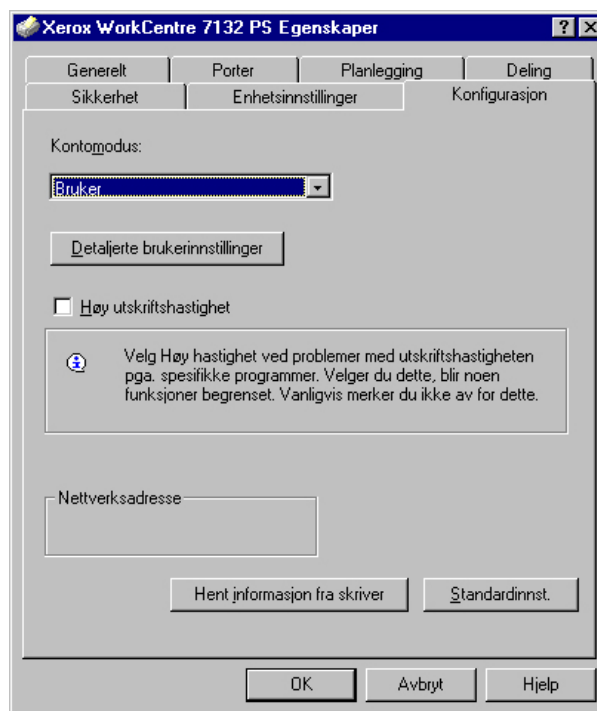 Xerox WorkCentre 7132 PS Egenskaper
Generelt
Porter
Planlegging
Deling
Sikkerhet
Enhetsinnstillinger
Konfigurasjon
Kontomodus:
Bruker
Detaljerte brukerinnstillinger
Høy utskriftshastighet
Velg Høy hastighet ved problemer med utskriftshastigheten
pga. spesifikke programmer. Velger du dette, blir noen
funksjoner begrenset. Vanligvis merker du ikke av for dette.
Nettverksadresse
Hent informasjon fra skriver
Standardinnst.
OK
Avbryt
Hjelp